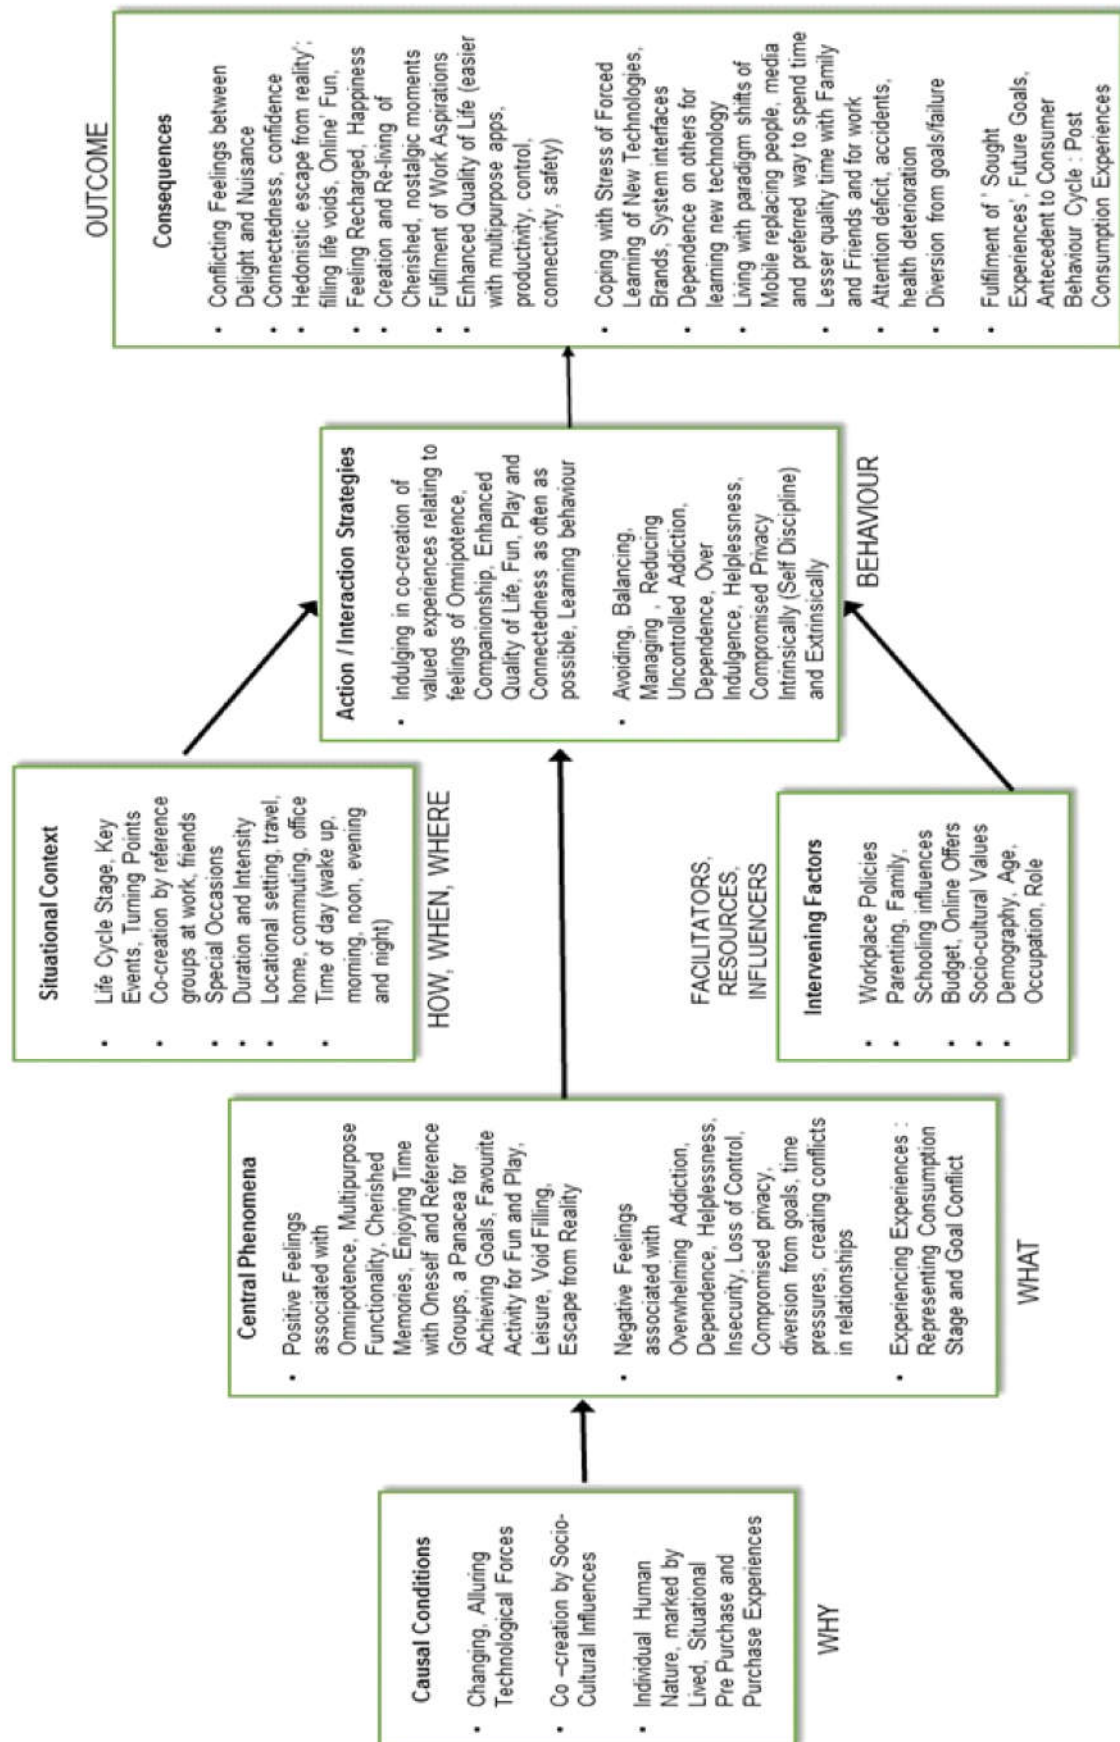 Causal Conditions
• Changing, Alluring
Technological Forces
• Co –creation by Socio-
Cultural Influences
• Individual Human
Nature, marked by
Lived, Situational
Pre Purchase and
Purchase Experiences
WHY
Central Phenomena
• Positive Feelings
associated with
Omnipotence, Multipurpose
Functionality, Cherished
Memories, Enjoying Time
with Oneself and Reference
Groups, a Panacea for
Achieving Goals, Favourite
Activity for Fun and Play,
Leisure, Void Filling,
Escape from Reality
• Negative Feelings
associated with
Overwhelming Addiction,
Dependence, Helplessness,
Insecurity, Loss of Control,
Compromised privacy,
diversion from goals, time
pressures, creating conflicts
in relationships
• Experiencing Experiences :
Representing Consumption
Stage and Goal Conflict
WHAT
Situational Context
• Life Cycle Stage, Key
Events, Turning Points
• Co-creation by reference
groups at work, friends
• Special Occasions
• Duration and Intensity
• Locational setting, travel,
home, commuting, office
• Time of day (wake up,
morning, noon, evening
and night)
HOW, WHEN, WHERE
FACILITATORS,
RESOURCES,
INFLUENCERS
Intervening Factors
• Workplace Policies
• Parenting, Family,
Schooling influences
• Budget, Online Offers
• Socio-cultural Values
• Demography, Age,
Occupation, Role
Action / Interaction Strategies
• Indulging in co-creation of
valued experiences relating to
feelings of Omnipotence,
Companionship, Enhanced
Quality of Life, Fun, Play and
Connectedness as often as
possible, Learning behaviour
• Avoiding, Balancing,
Managing , Reducing
Uncontrolled Addiction,
Dependence, Over
Indulgence, Helplessness,
Compromised Privacy
Intrinsically (Self Discipline)
and Extrinsically
BEHAVIOUR
OUTCOME
Consequences
• Conflicting Feelings between
Delight and Nuisance
• Connectedness, confidence
• Hedonistic escape from reality';
filling life voids, Online' Fun,
• Feeling Recharged, Happiness
• Creation and Re-living of
Cherished, nostalgic moments
• Fulfilment of Work Aspirations
• Enhanced Quality of Life (easier
with multipurpose apps,
productivity, control,
connectivity, safety)
• Coping with Stress of Forced
Learning of New Technologies,
Brands, System interfaces
• Dependence on others for
learning new technology
• Living with paradigm shifts of
Mobile replacing people, media
and preferred way to spend time
• Lesser quality time with Family
and Friends and for work
• Attention deficit, accidents,
health deterioration
• Diversion from goals/failure
• Fulfilment of ' Sought
Experiences', Future Goals,
Antecedent to Consumer
Behaviour Cycle : Post
Consumption Experiences